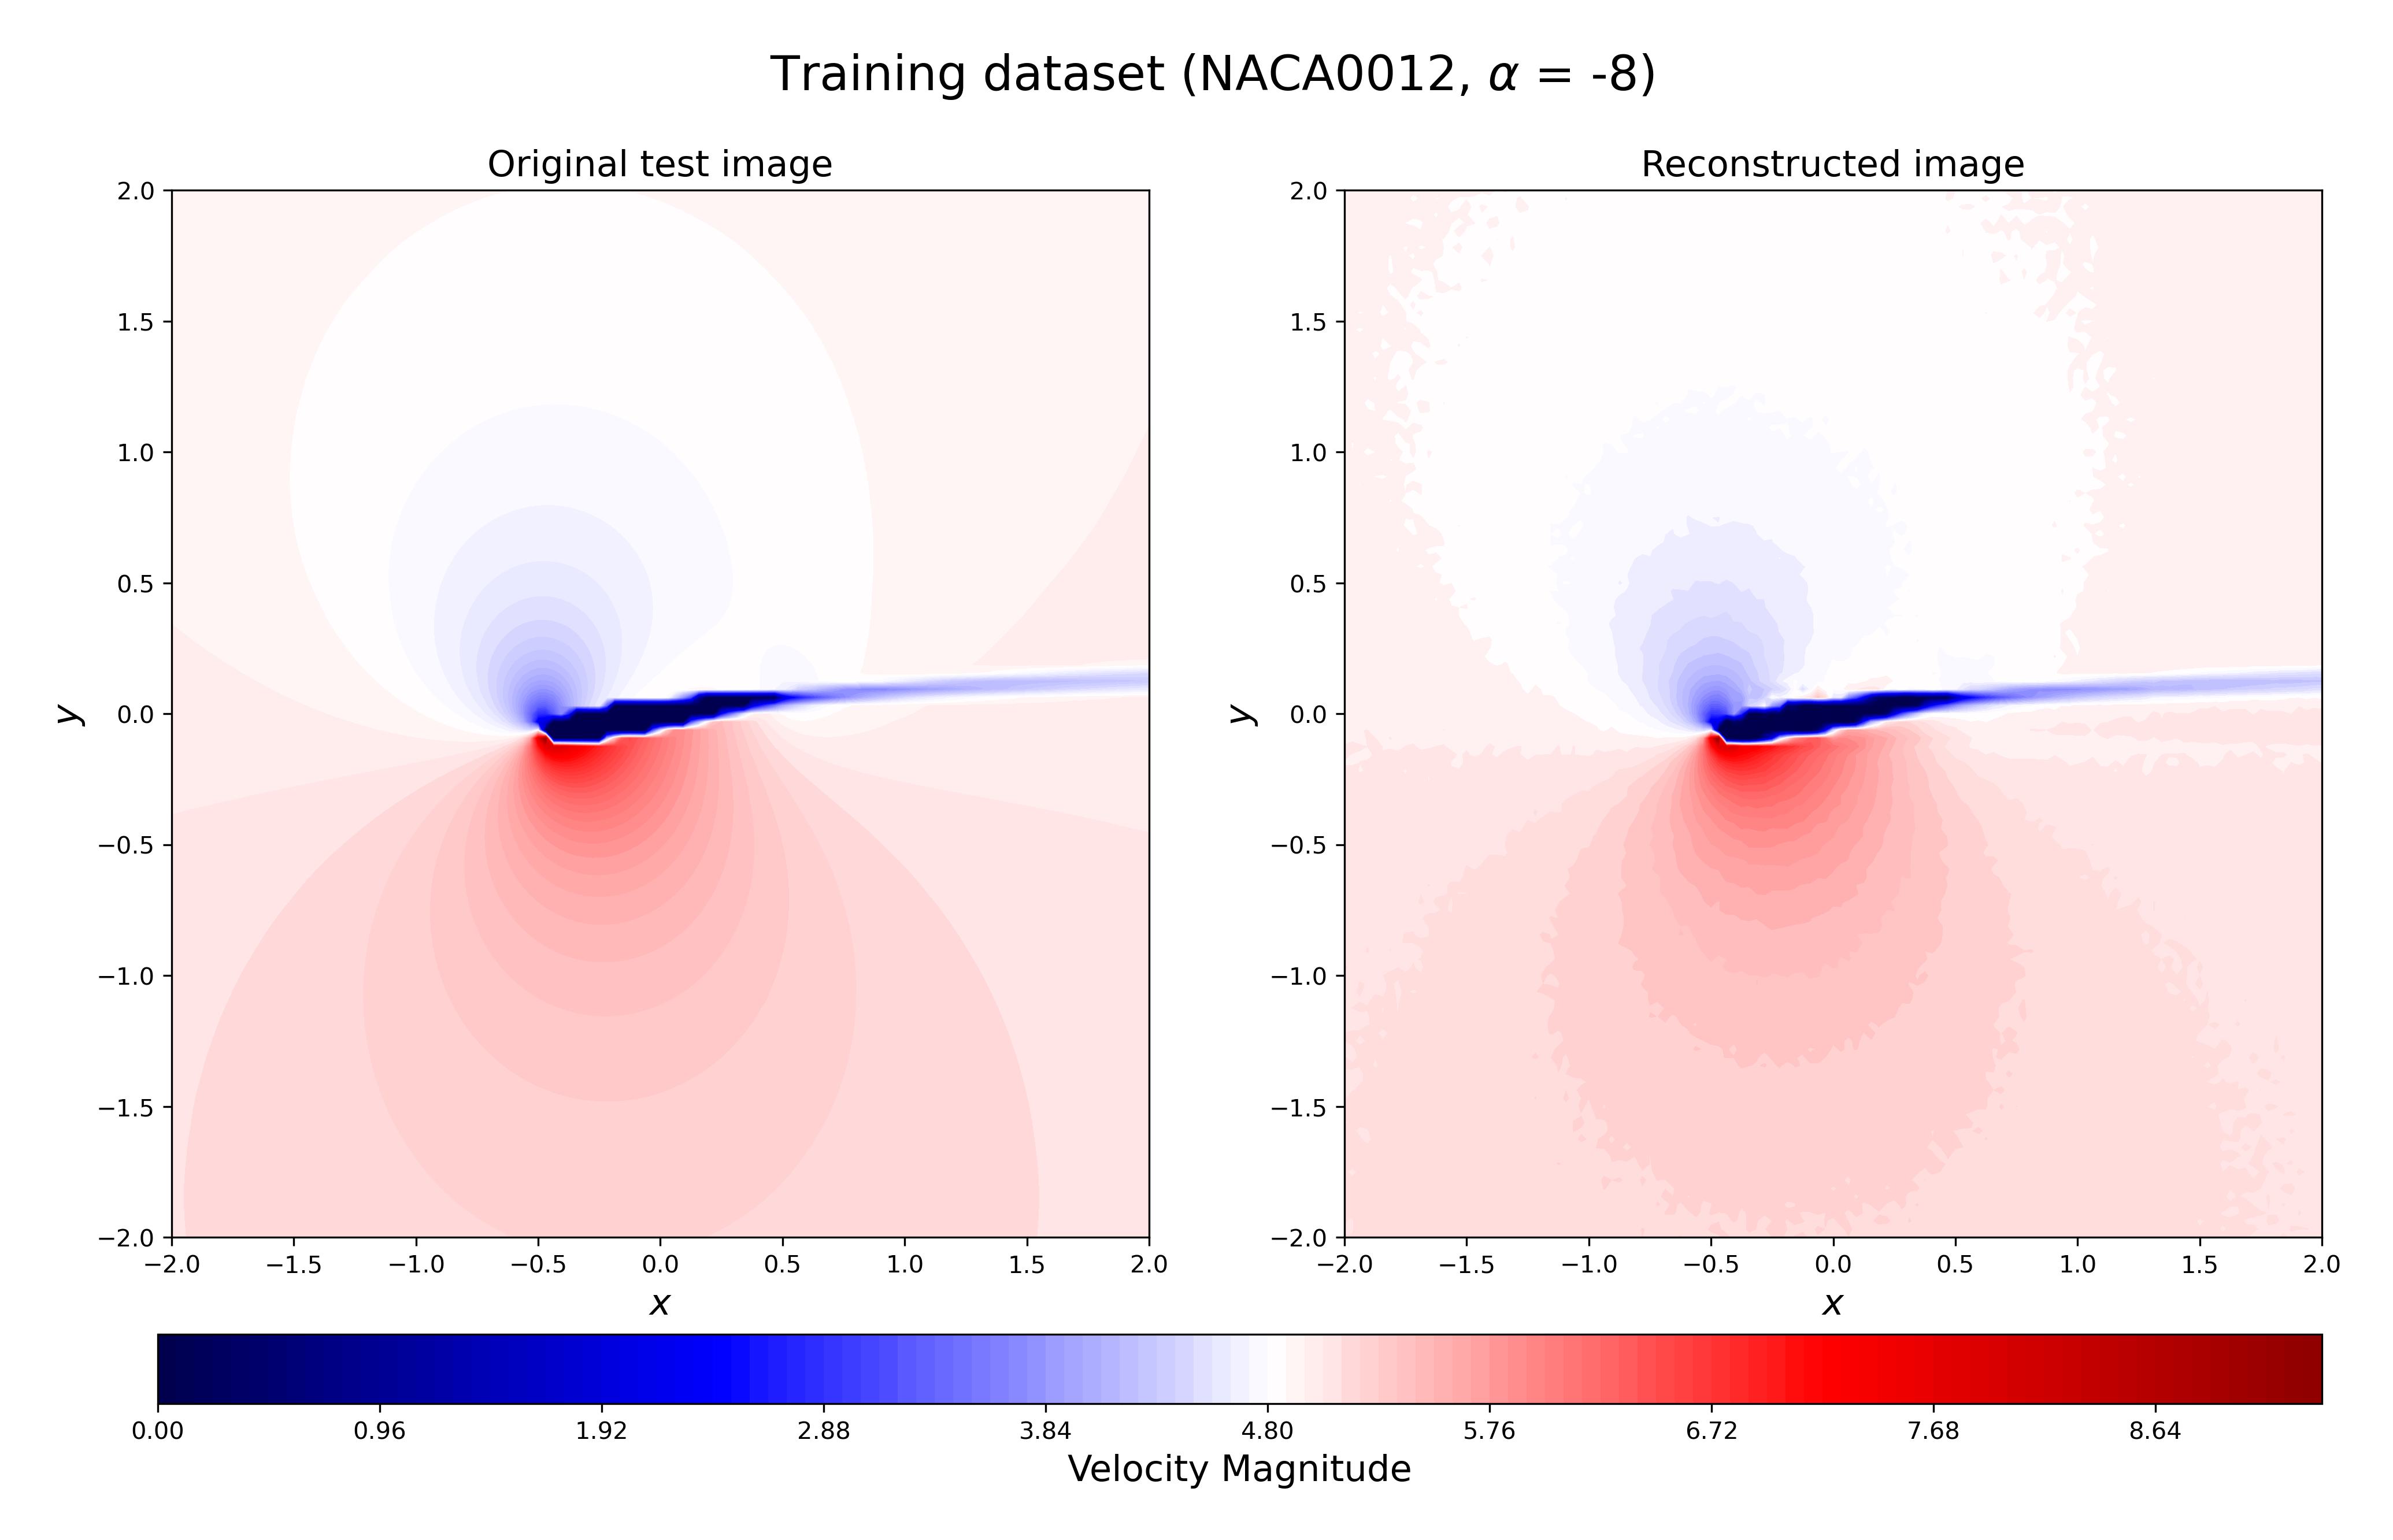 Training dataset (NACA0012, α = -8)
Original test image
Reconstructed image
2.0
1.5
1.0
0.5
0.0
−0.5
−1.0
−1.5
−2.0
y
−2.0 −1.5 −1.0 −0.5 0.0 0.5 1.0 1.5 2.0
x
2.0
1.5
1.0
0.5
0.0
−0.5
−1.0
−1.5
−2.0
y
−2.0 −1.5 −1.0 −0.5 0.0 0.5 1.0 1.5 2.0
x
0.00 0.96 1.92 2.88 3.84 4.80 5.76 6.72 7.68 8.64
Velocity Magnitude